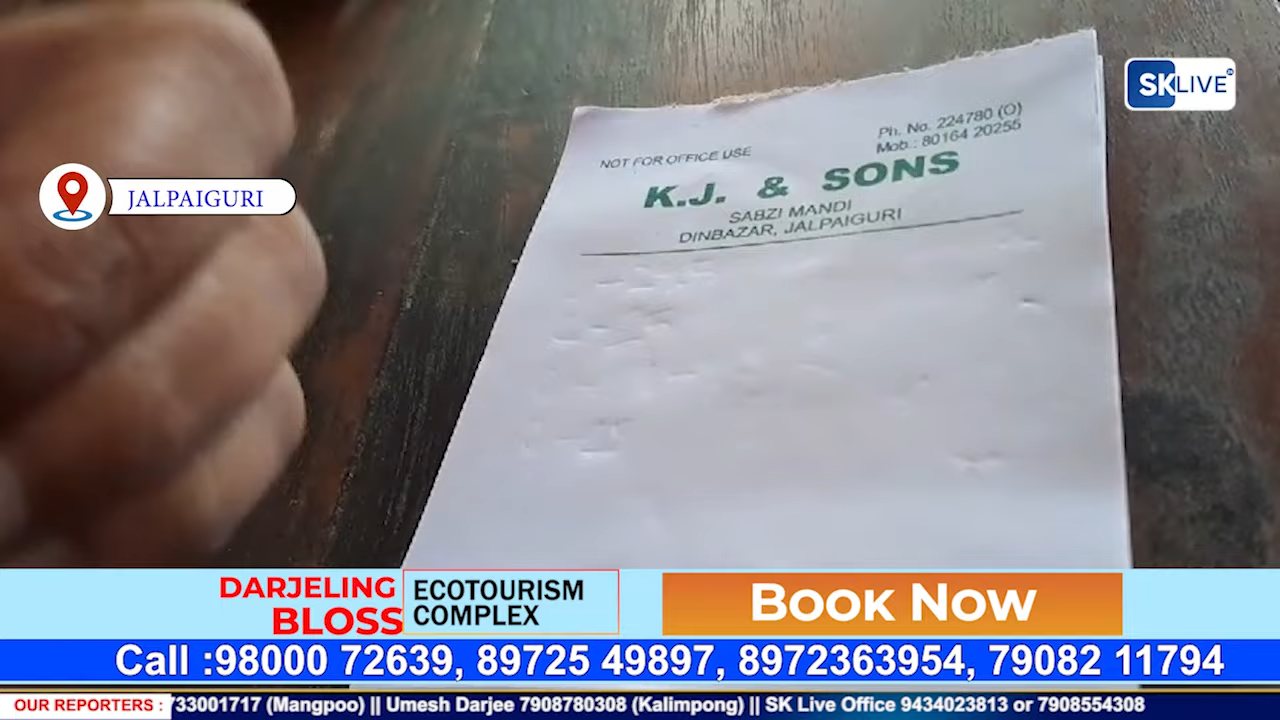 SK LIVE
NOT FOR OFFICE USE
Ph. No. 224780 (O)
Mob.: 80164 20255
K.J. & SONS
SABZI MANDI
DINBAZAR, JALPAIGURI
JALPAIGURI
DARJELING
BLOSS
ECOTOURISM
COMPLEX
BOOK NOW
Call :98000 72639, 89725 49897, 8972363954, 79082 11794
OUR REPORTERS : 733001717 (Mangpoo) || Umesh Darjee 7908780308 (Kalimpong) || SK Live Office 9434023813 or 7908554308